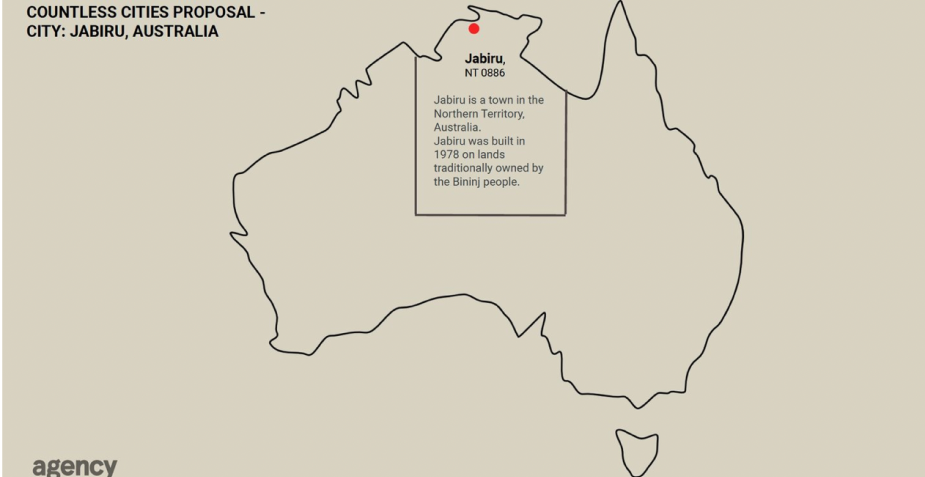 COUNTLESS CITIES PROPOSAL -
CITY: JABIRU, AUSTRALIA
Jabiru,
NT 0886
Jabiru is a town in the
Northern Territory,
Australia.
Jabiru was built in
1978 on lands
traditionally owned by
the Bininj people.
agency